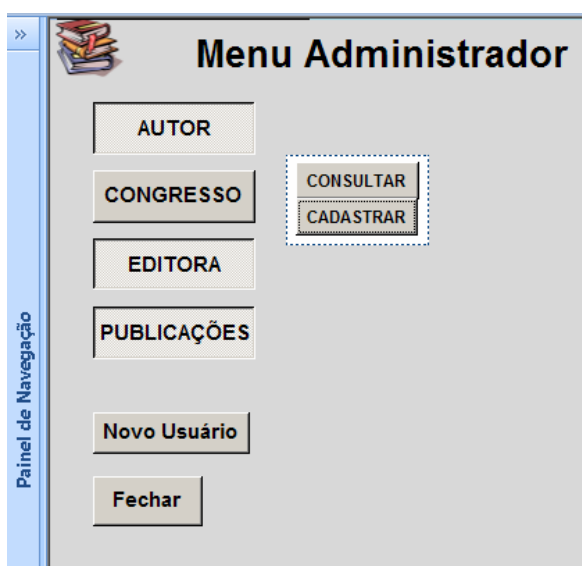 »
Menu Administrador
AUTOR
CONGRESSO
CONSULTAR
CADASTRAR
EDITORA
PUBLICAÇÕES
Novo Usuário
Fechar
Painel de Navegação